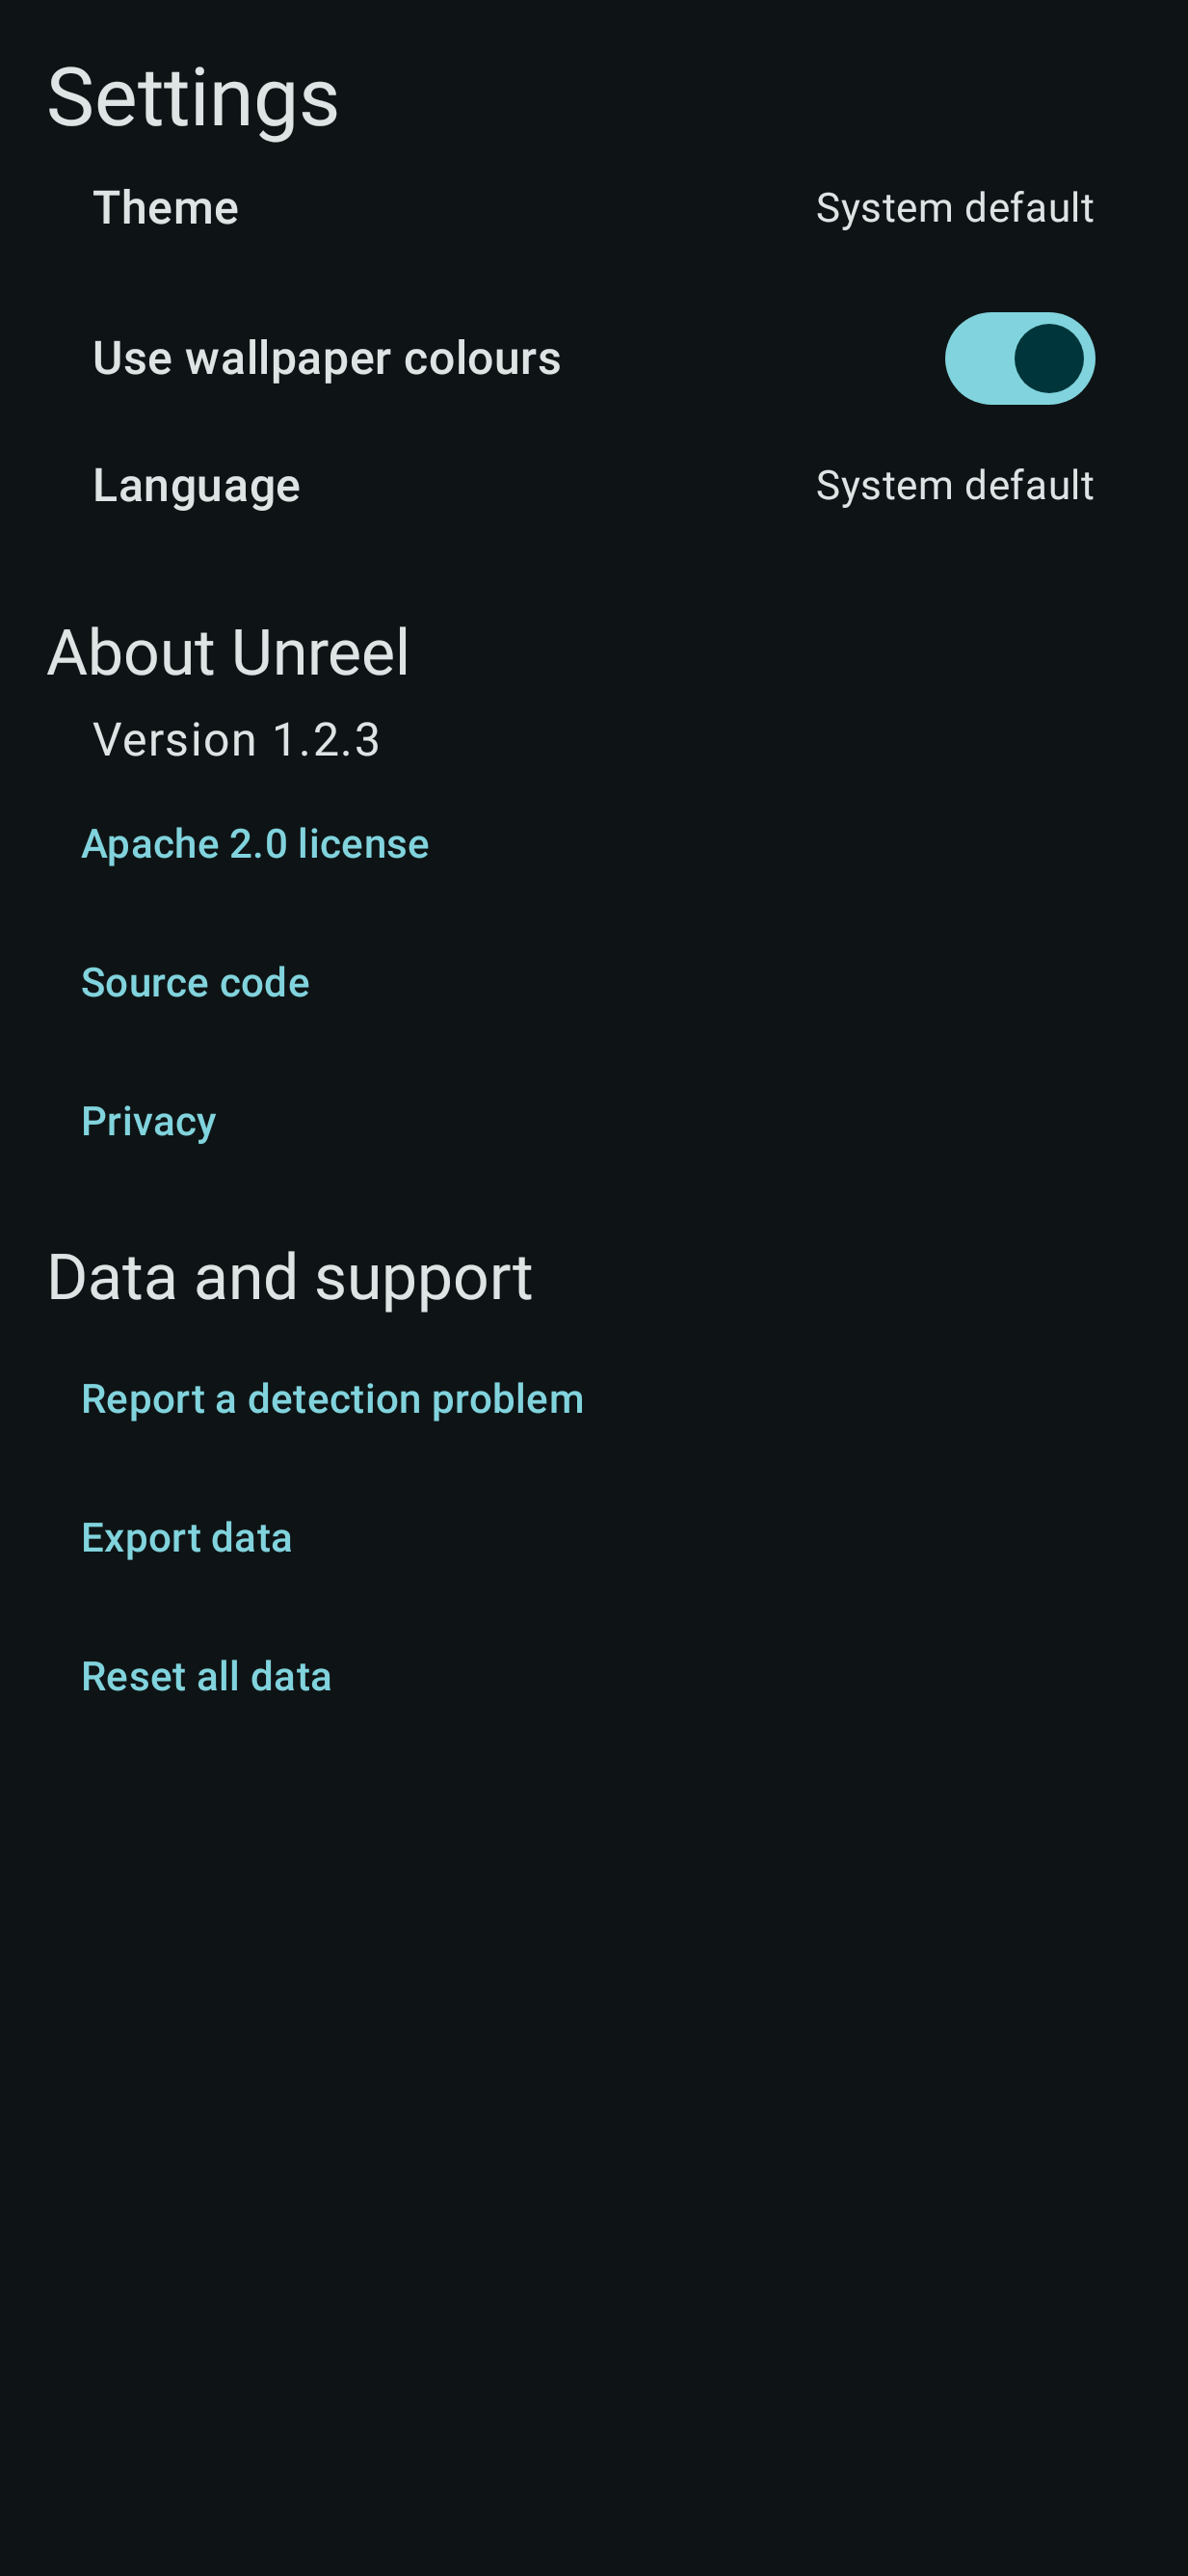 Settings
Theme
System default
Use wallpaper colours
Language
System default
About Unreel
Version 1.2.3
Apache 2.0 license
Source code
Privacy
Data and support
Report a detection problem
Export data
Reset all data